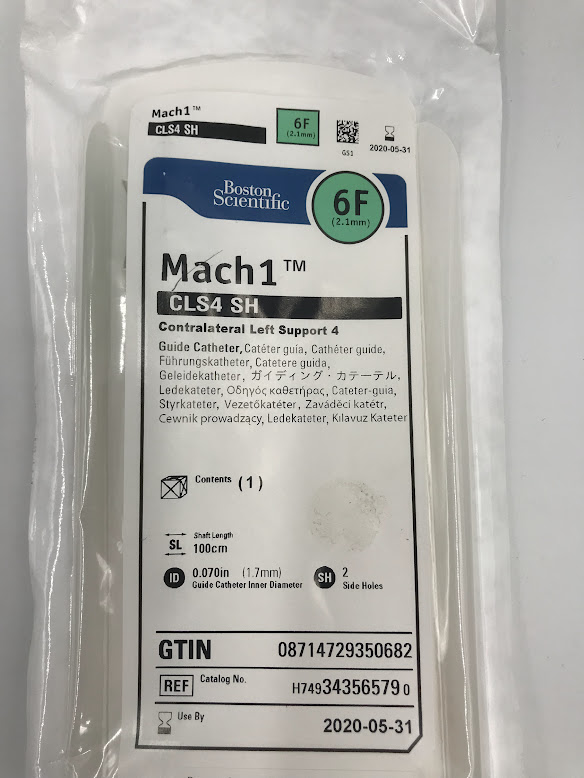 Mach1™
CLS4 SH
6F
(2.1mm)
GS1
2020-05-31
Boston
Scientific
6F
(2.1mm)
Mach1™
CLS4 SH
Contralateral Left Support 4
Guide Catheter, Catéter guía, Cathéter guide,
Führungskatheter, Catetere guida,
Geleidekatheter, ガイディング・カテーテル,
Ledekateter, Οδηγός καθετήρας, Cateter-guia,
Styrkateter, Vezetőkatéter, Zaváděcí katétr,
Cewnik prowadzący, Ledekateter, Kılavuz Kateter
Contents (1)
Shaft Length
SL 100cm
ID 0.070in (1.7mm)
Guide Catheter Inner Diameter
SH 2
Side Holes
GTIN 08714729350682
REF Catalog No. H74934356579 0
Use By 2020-05-31